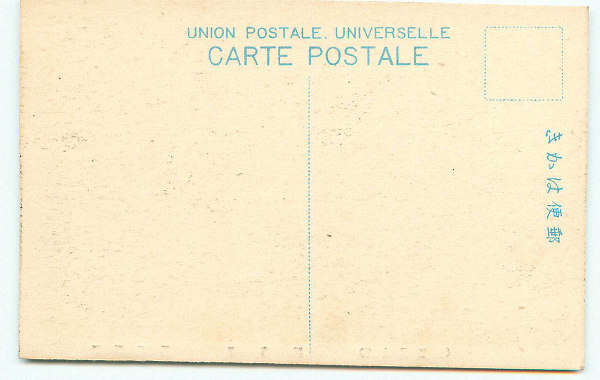 UNION POSTALE. UNIVERSELLE
CARTE POSTALE
郵便はかき